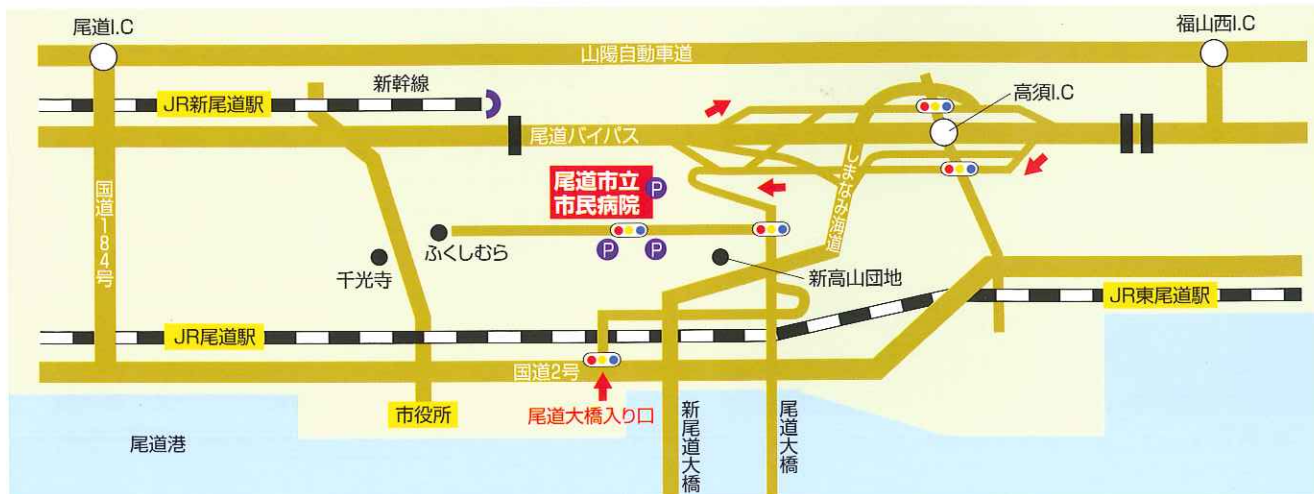 尾道I.C
福山西I.C
山陽自動車道
新幹線
JR新尾道駅
高須I.C
尾道バイパス
しまなみ海道
国道184号
尾道市立
市民病院
P
P
P
ふくしむら
千光寺
新高山団地
JR東尾道駅
JR尾道駅
国道2号
市役所
尾道大橋入り口
新尾道大橋
尾道大橋
尾道港